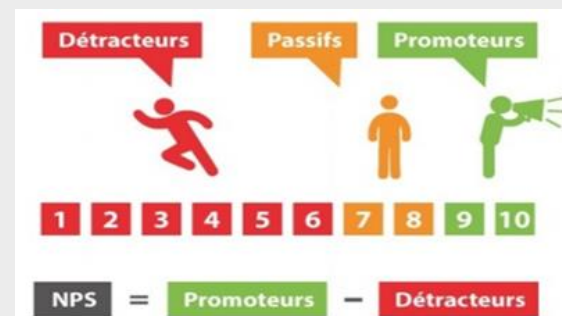 Détracteurs Passifs Promoteurs
1 2 3 4 5 6 7 8 9 10
NPS = Promoteurs - Détracteurs